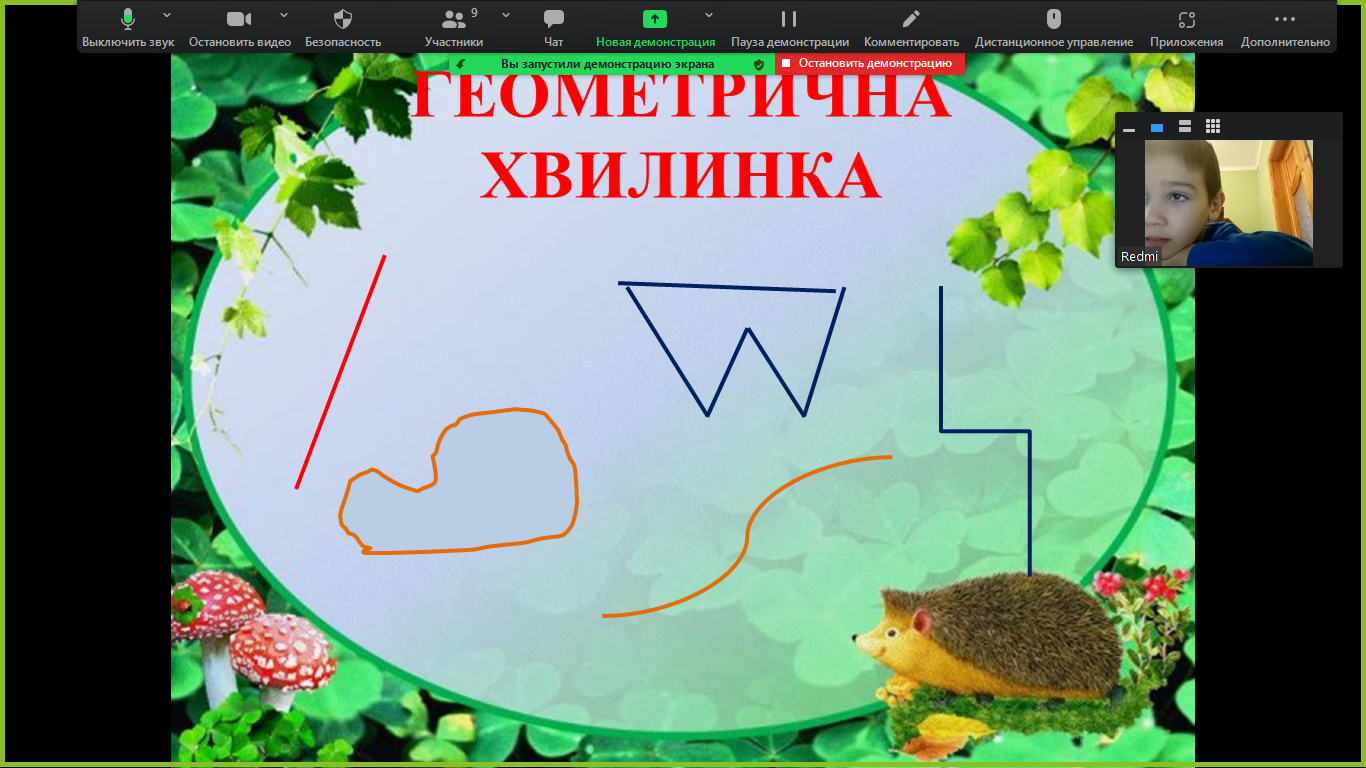 Выключить звук
Остановить видео
Безопасность
Участники
9
Чат
Новая демонстрация
Пауза демонстрации
Комментировать
Дистанционное управление
Приложения
Дополнительно
Вы запустили демонстрацию экрана
Остановить демонстрацию
ГЕОМЕТРИЧНА
ХВИЛИНКА
Redmi